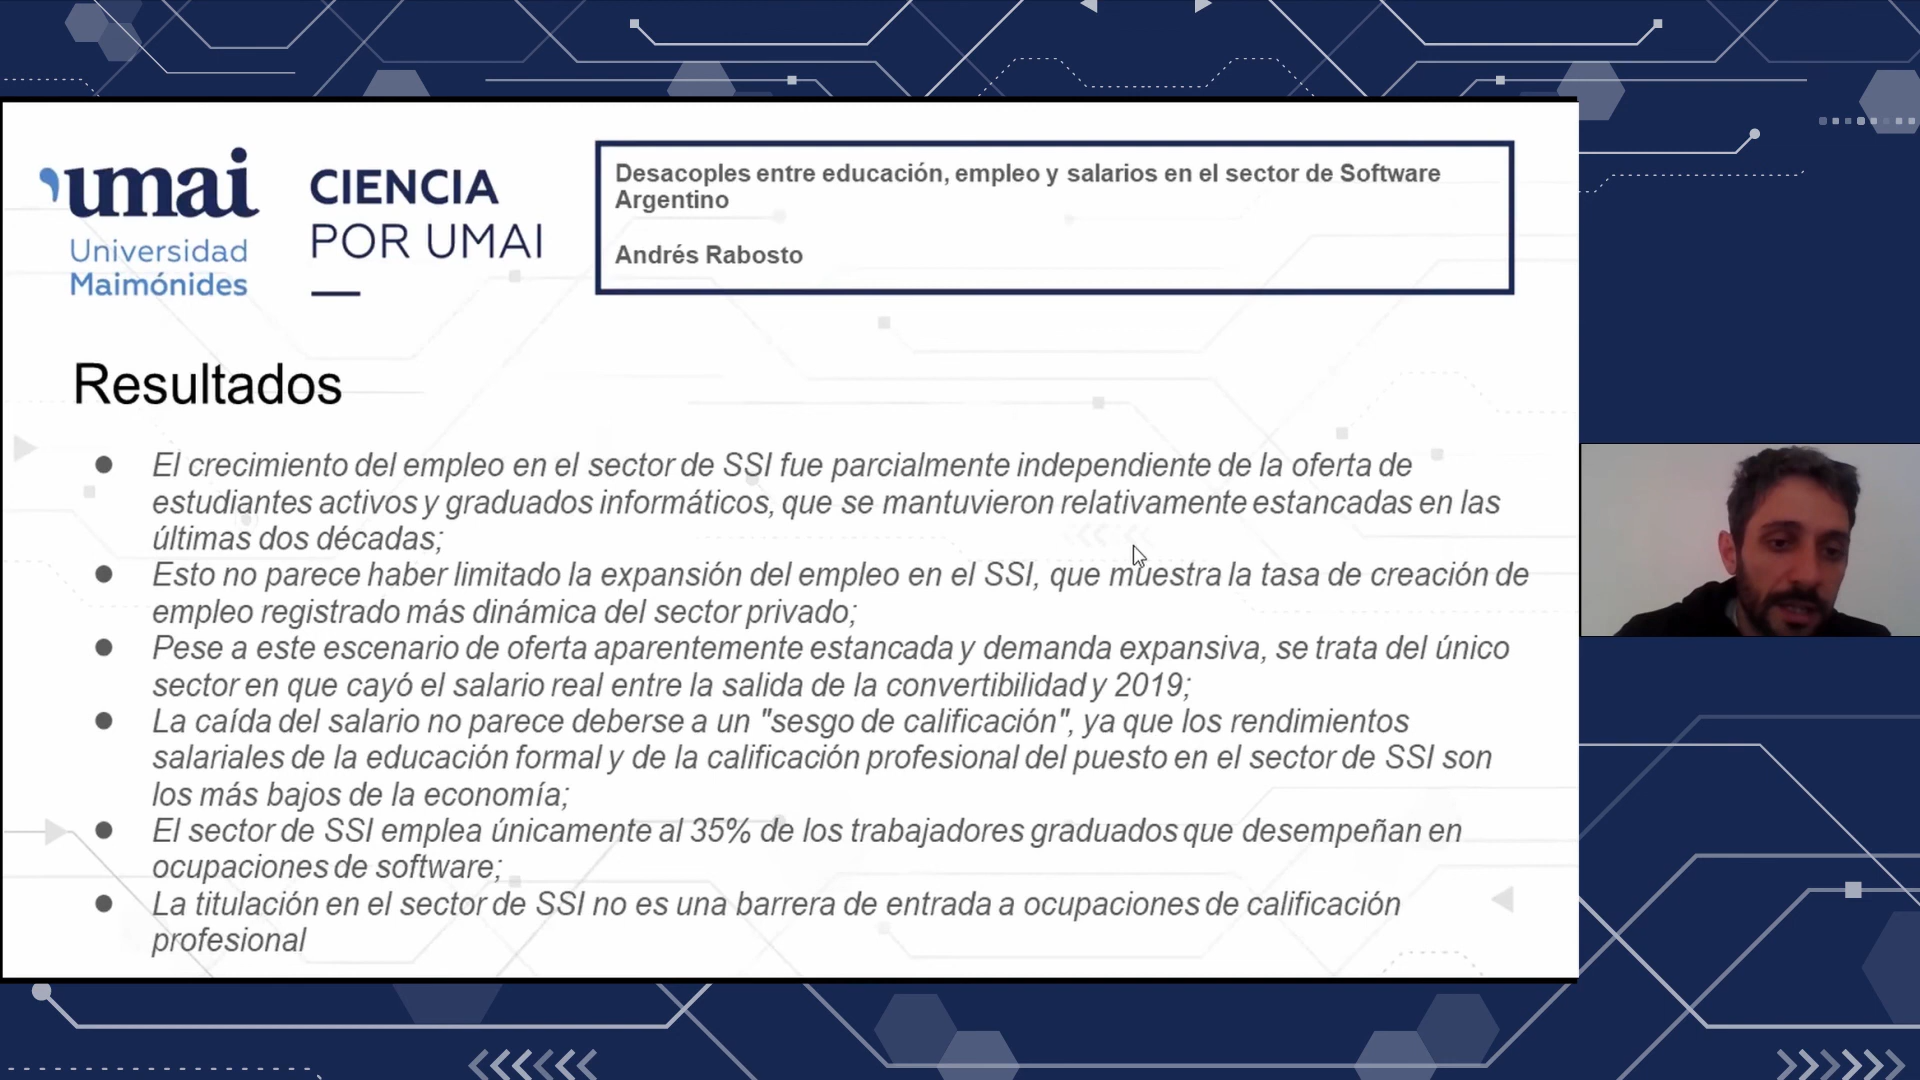 umai
Universidad
Maimónides
CIENCIA
POR UMAI
Desacoples entre educación, empleo y salarios en el sector de Software
Argentino
Andrés Rabosto
Resultados
● El crecimiento del empleo en el sector de SSI fue parcialmente independiente de la oferta de
estudiantes activos y graduados informáticos, que se mantuvieron relativamente estancadas en las
últimas dos décadas;
● Esto no parece haber limitado la expansión del empleo en el SSI, que muestra la tasa de creación de
empleo registrado más dinámica del sector privado;
● Pese a este escenario de oferta aparentemente estancada y demanda expansiva, se trata del único
sector en que cayó el salario real entre la salida de la convertibilidad y 2019;
● La caída del salario no parece deberse a un "sesgo de calificación", ya que los rendimientos
salariales de la educación formal y de la calificación profesional del puesto en el sector de SSI son
los más bajos de la economía;
● El sector de SSI emplea únicamente al 35% de los trabajadores graduados que desempeñan en
ocupaciones de software;
● La titulación en el sector de SSI no es una barrera de entrada a ocupaciones de calificación
profesional